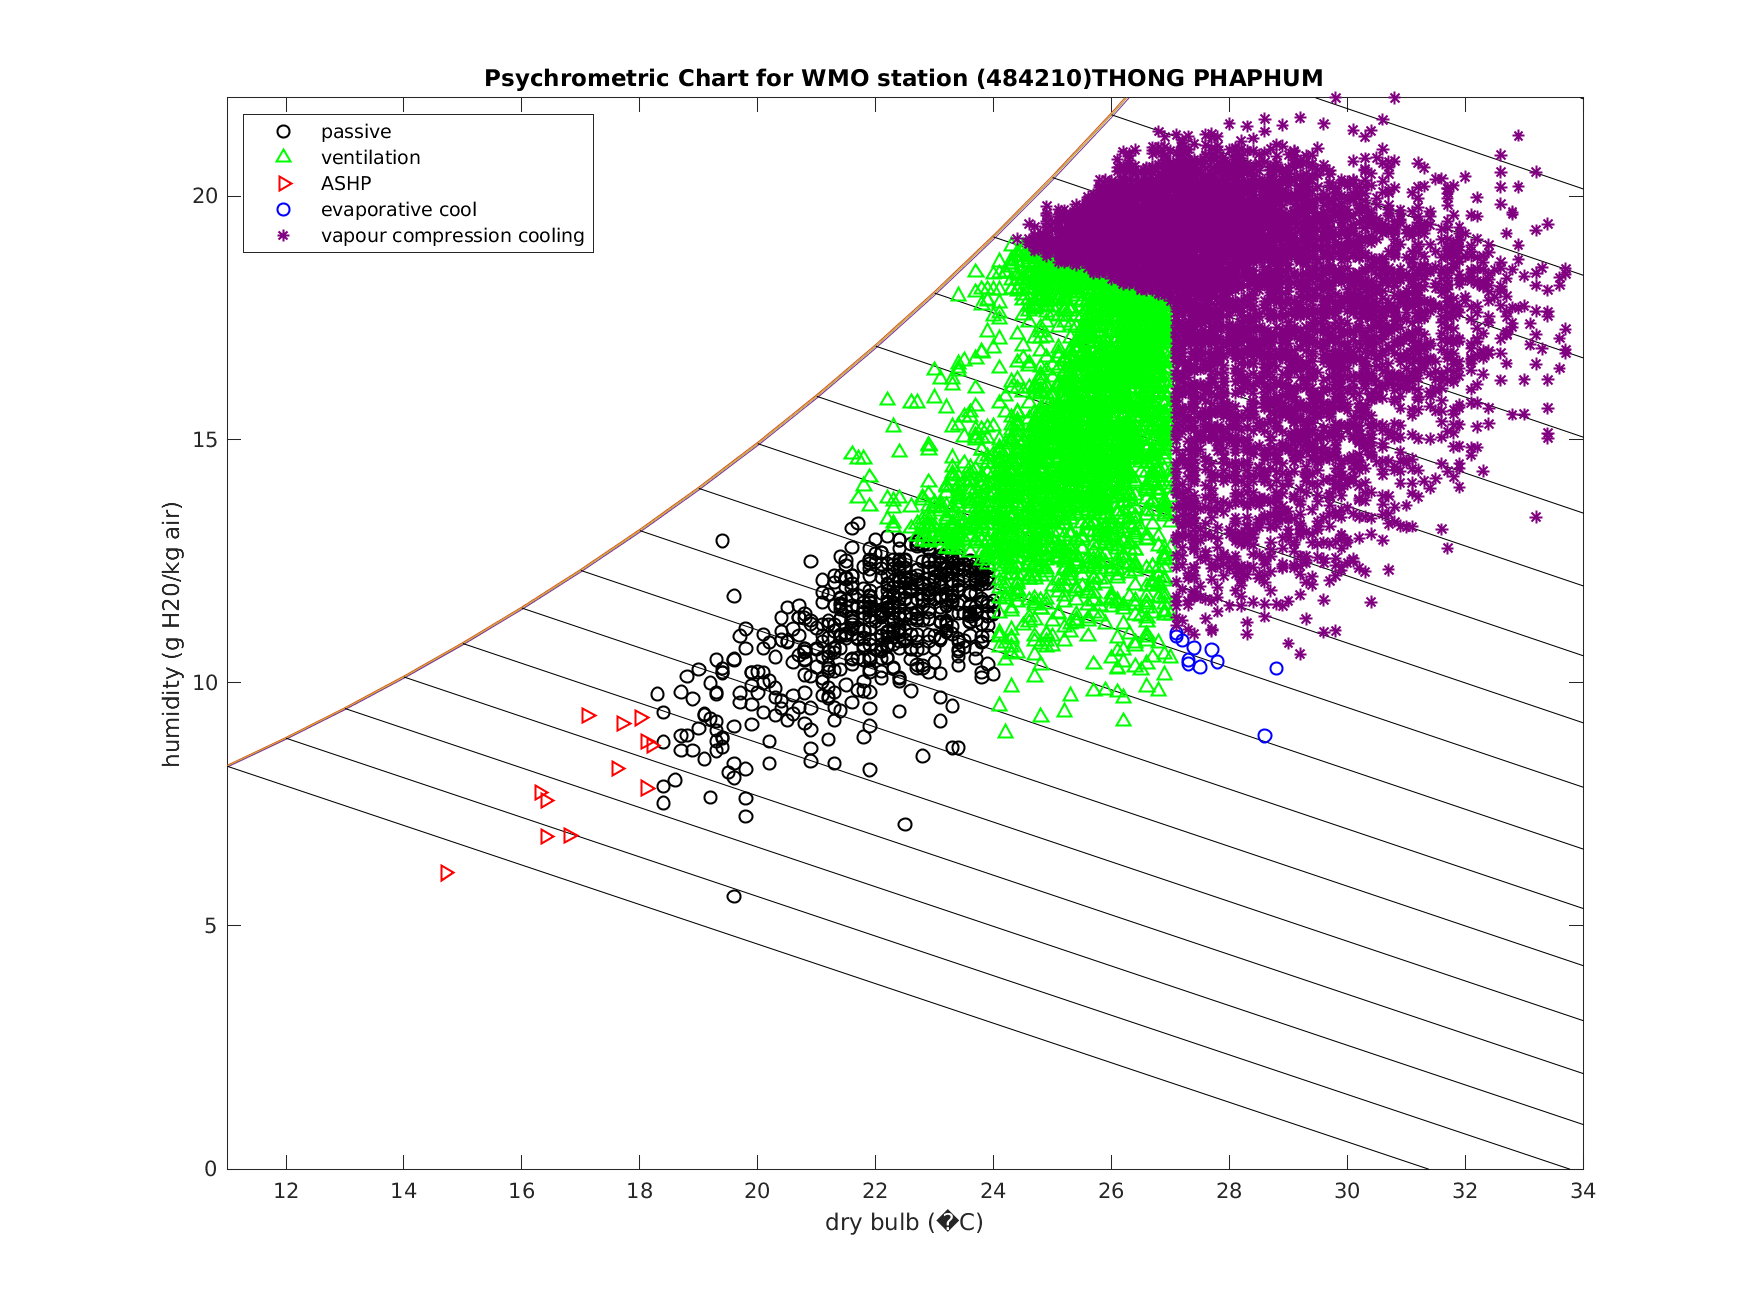 Psychrometric Chart for WMO station (484210)THONG PHAPHUM
passive
ventilation
ASHP
evaporative cool
vapour compression cooling
humidity (g H20/kg air)
20
15
10
5
0
12 14 16 18 20 22 24 26 28 30 32 34
dry bulb (�C)